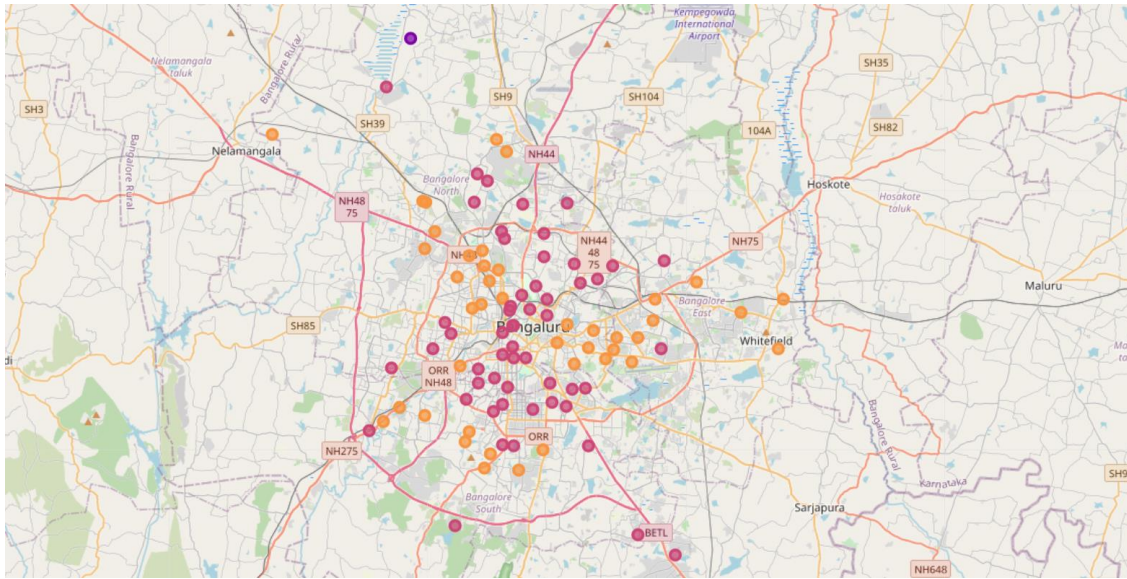 Kempegowda
International
Airport
Nelamangala
taluk
Bangalore Rural
SH35
SH9
SH104
SH3
SH39
104A
SH82
Bangalore Rural
Nelamangala
NH44
Bangalore
North
Hoskote
Hosakote
taluk
NH48
75
NH44
48
75
NH75
Maluru
Bangalore
East
SH85
Bengaluru
Whitefield
ORR
NH48
Bangalore Rural
ORR
NH275
SH9
Karnataka
Bangalore
South
Sarjapura
BETL
NH648